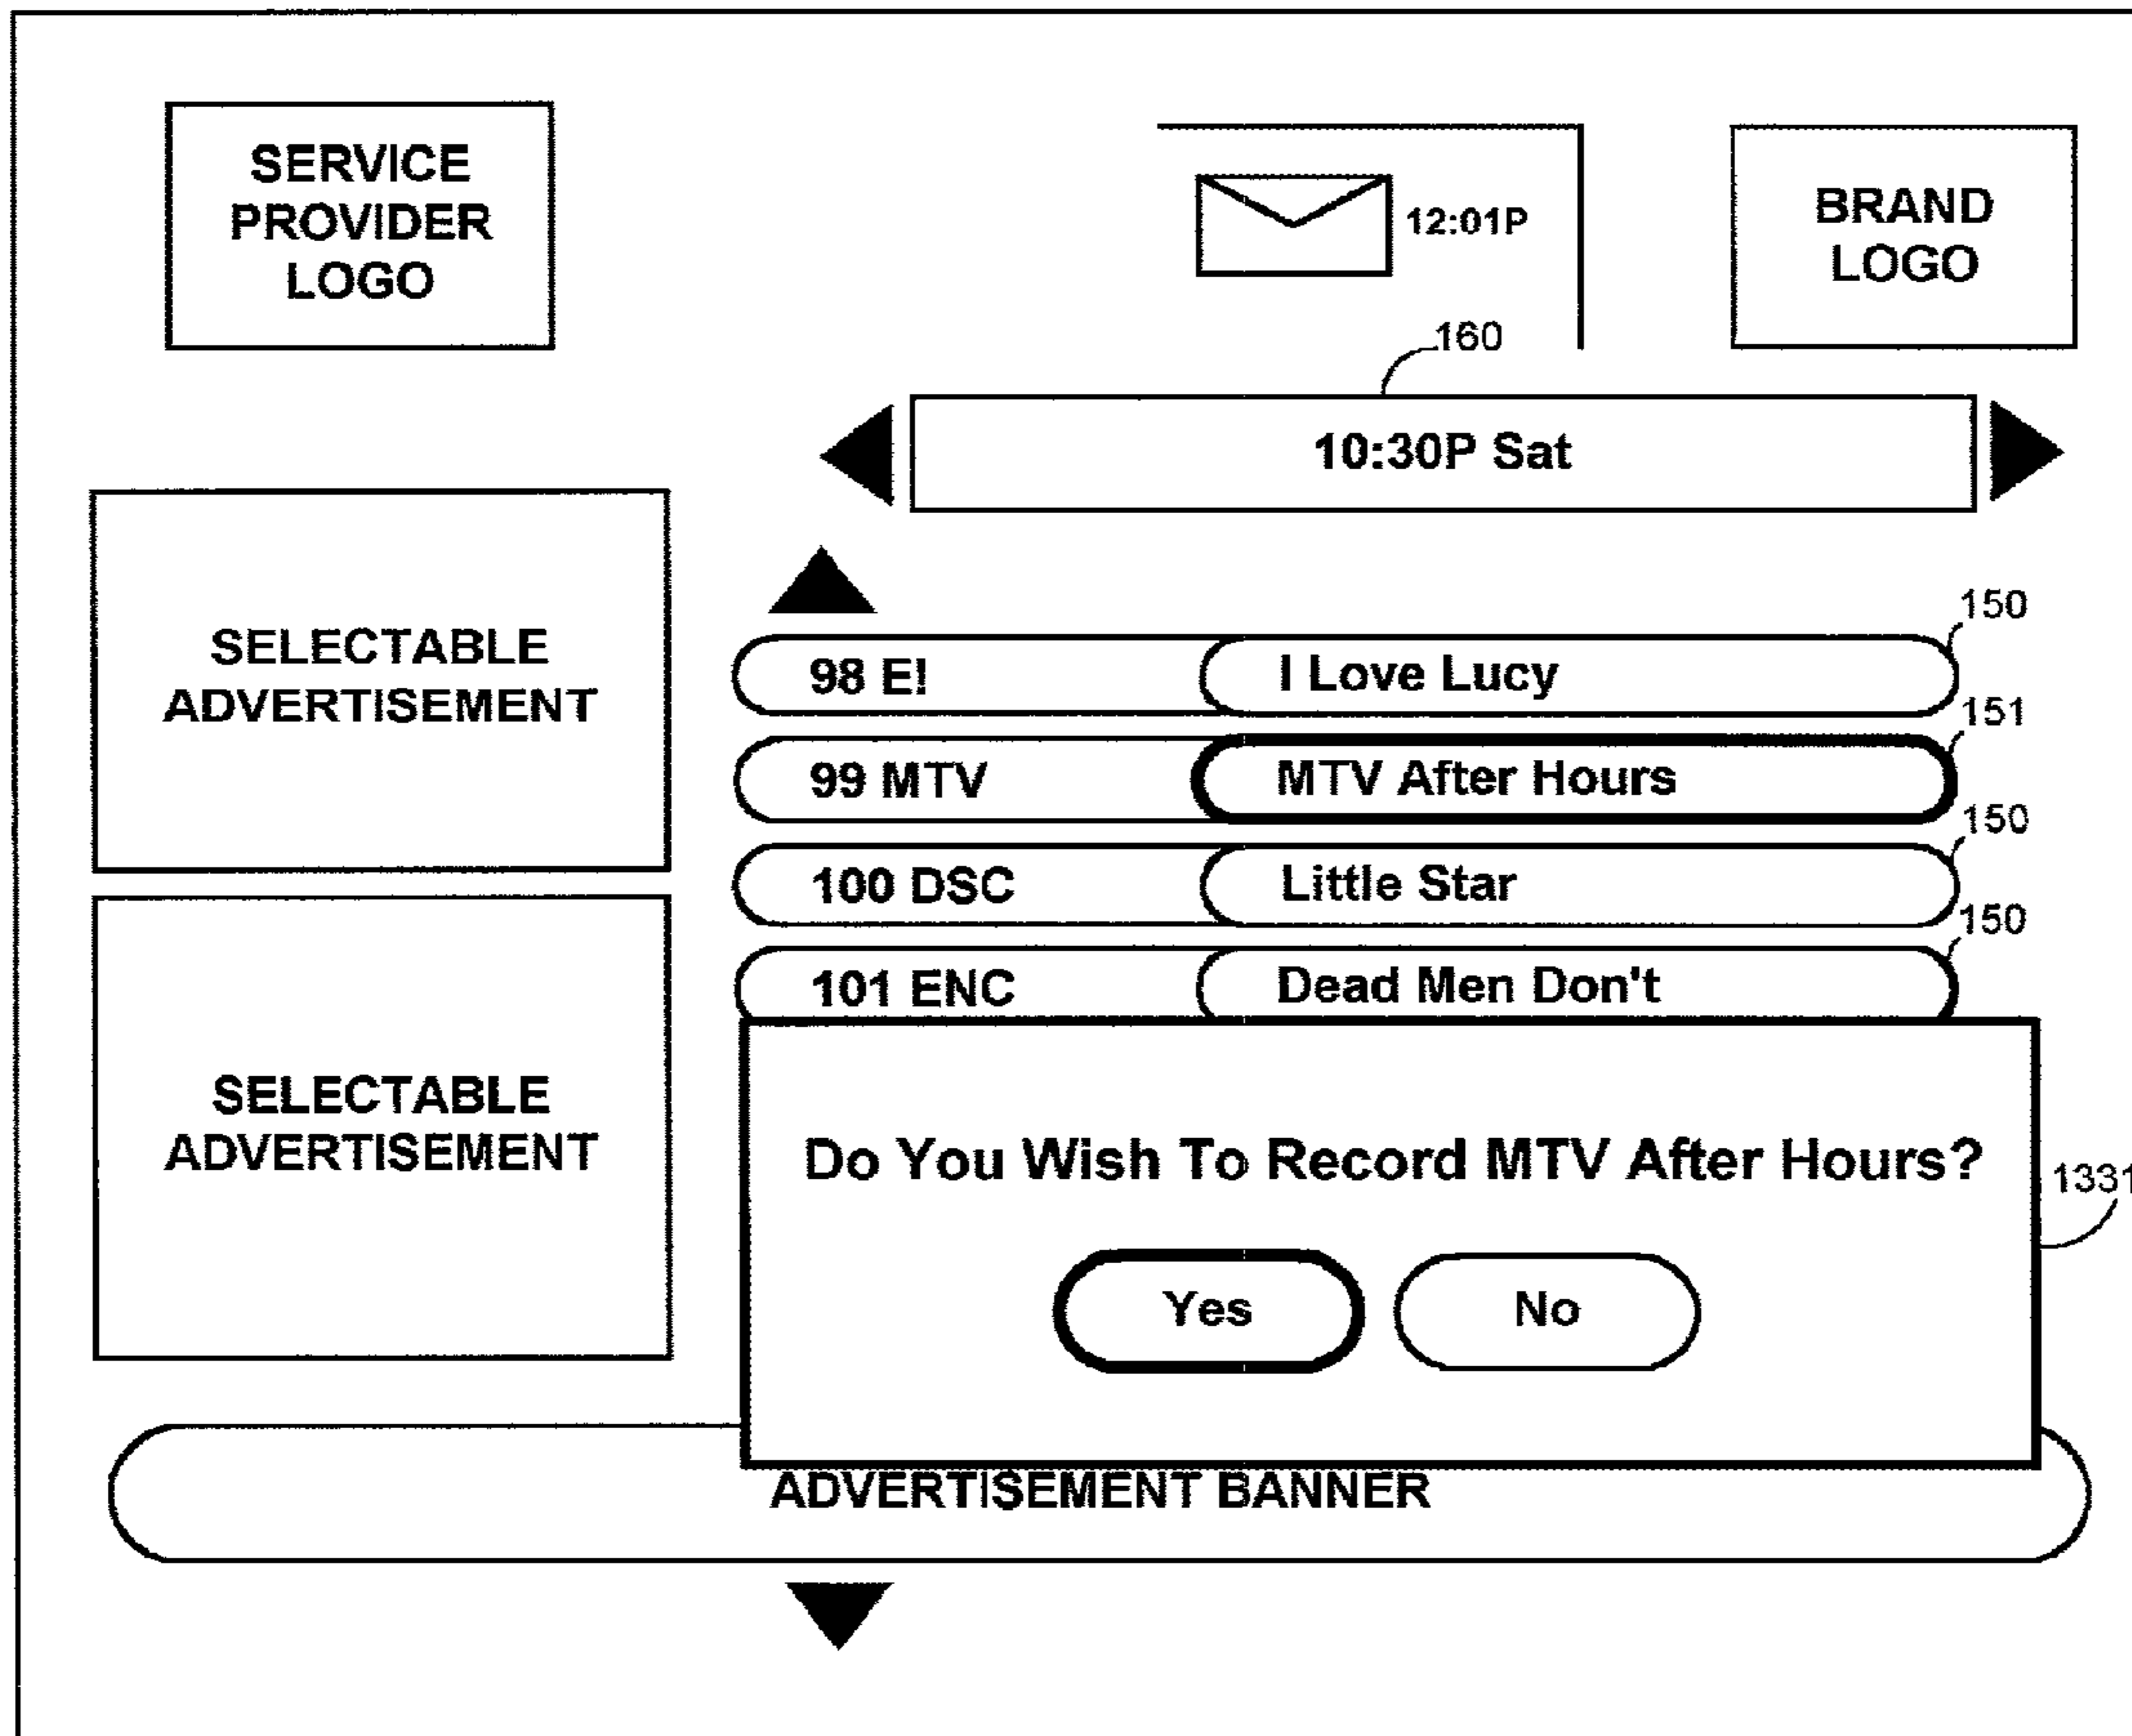 SERVICE
PROVIDER
LOGO
12:01P
BRAND
LOGO
160
10:30P Sat
SELECTABLE
ADVERTISEMENT
150
98 E! I Love Lucy
151
99 MTV MTV After Hours
150
100 DSC Little Star
150
101 ENC Dead Men Don't
SELECTABLE
ADVERTISEMENT
Do You Wish To Record MTV After Hours?
1331
Yes No
ADVERTISEMENT BANNER